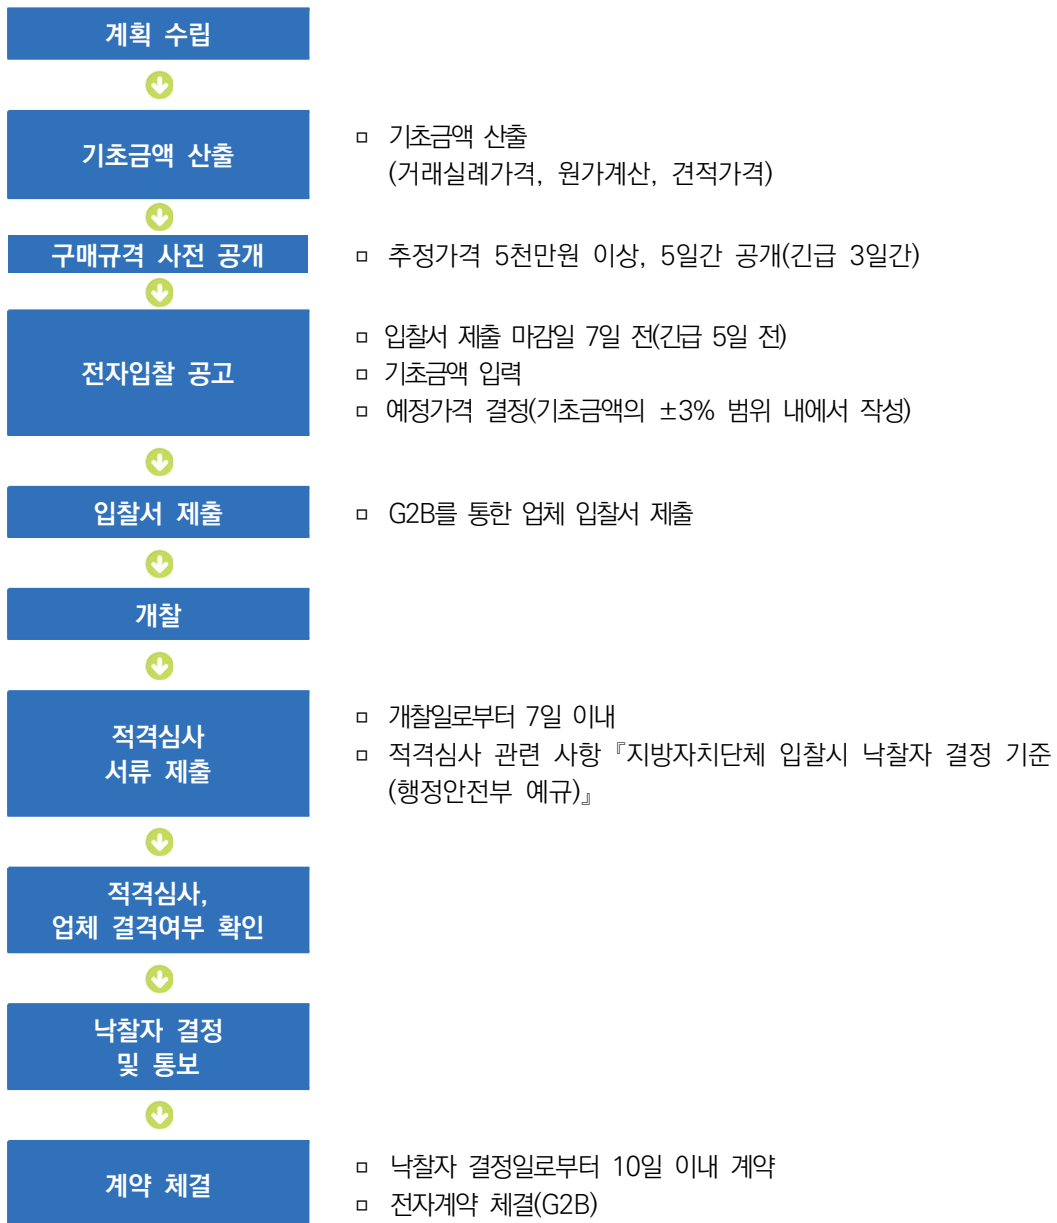 계획 수립
기초금액 산출
▫ 기초금액 산출
(거래실례가격, 원가계산, 견적가격)
구매규격 사전 공개
▫ 추정가격 5천만원 이상, 5일간 공개(긴급 3일간)
전자입찰 공고
▫ 입찰서 제출 마감일 7일 전(긴급 5일 전)
▫ 기초금액 입력
▫ 예정가격 결정(기초금액의 ±3% 범위 내에서 작성)
입찰서 제출
▫ G2B를 통한 업체 입찰서 제출
개찰
적격심사
서류 제출
▫ 개찰일로부터 7일 이내
▫ 적격심사 관련 사항『지방자치단체 입찰시 낙찰자 결정 기준
(행정안전부 예규)』
적격심사,
업체 결격여부 확인
낙찰자 결정
및 통보
계약 체결
▫ 낙찰자 결정일로부터 10일 이내 계약
▫ 전자계약 체결(G2B)